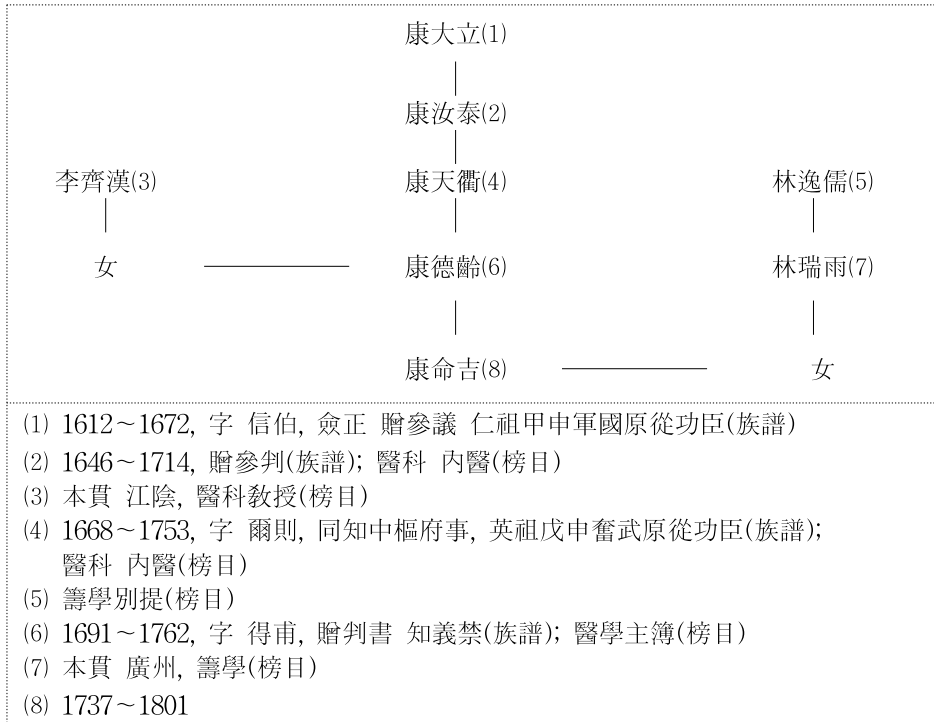 康大立(1)
康汝泰(2)
李齊漢(3) 康天衢(4) 林逸儒(5)
女 康德齡(6) 林瑞雨(7)
康命吉(8) 女
(1) 1612~1672, 字 信伯, 僉正 贈參議 仁祖甲申軍國原從功臣(族譜)
(2) 1646~1714, 贈參判(族譜); 醫科 內醫(榜目)
(3) 本貫 江陰, 醫科敎授(榜目)
(4) 1668~1753, 字 爾則, 同知中樞府事, 英祖戊申奮武原從功臣(族譜);
醫科 內醫(榜目)
(5) 籌學別提(榜目)
(6) 1691~1762, 字 得甫, 贈判書 知義禁(族譜); 醫學主簿(榜目)
(7) 本貫 廣州, 籌學(榜目)
(8) 1737~1801